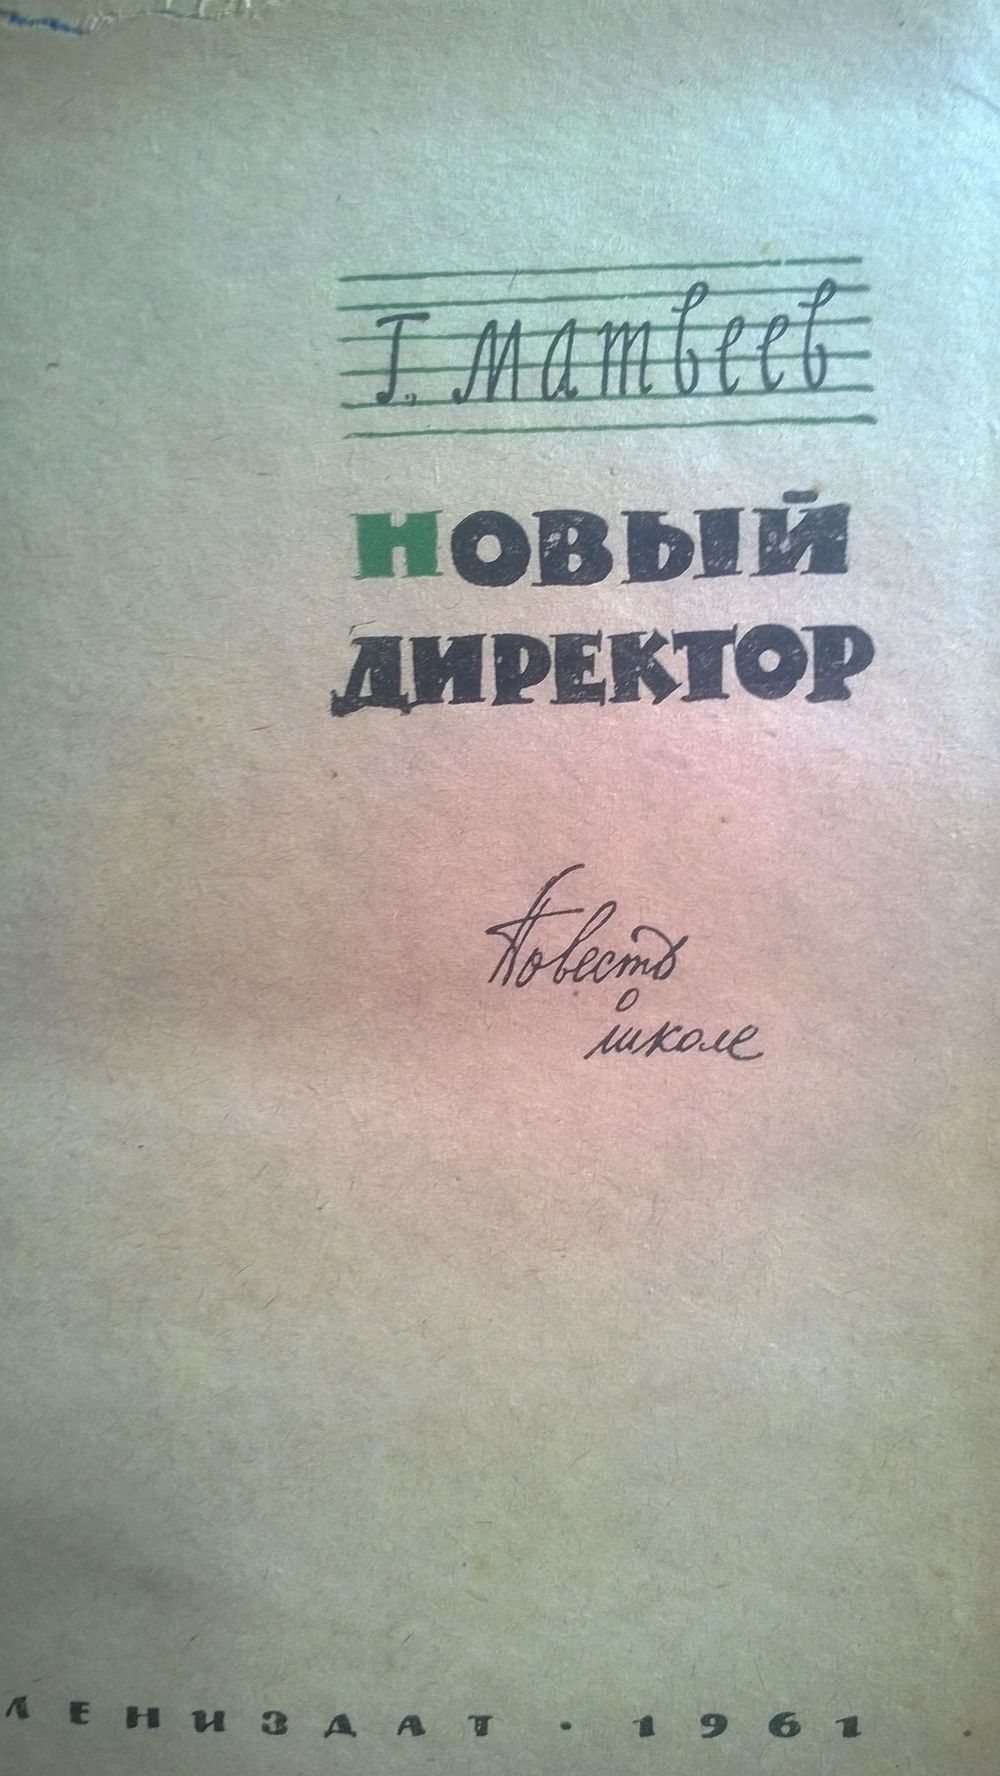 Г. Матвеев
НОВЫЙ
ДИРЕКТОР
Повесть
о
школе
ЛЕНИЗДАТ · 1961